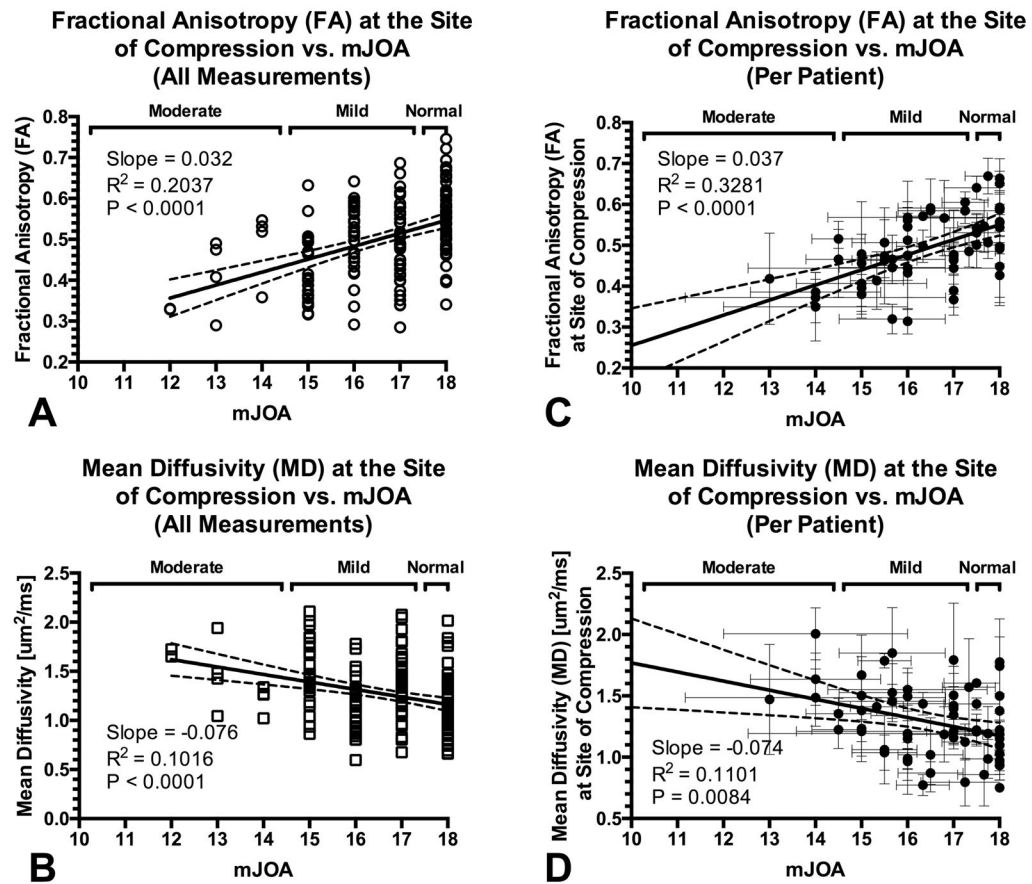 Fractional Anisotropy (FA) at the Site
of Compression vs. mJOA
(All Measurements)
Moderate Mild Normal
Slope = 0.032
R² = 0.2037
P < 0.0001
Fractional Anisotropy (FA)
0.8
0.7
0.6
0.5
0.4
0.3
0.2
10 11 12 13 14 15 16 17 18
mJOA
A
Fractional Anisotropy (FA) at the Site
of Compression vs. mJOA
(Per Patient)
Moderate Mild Normal
Slope = 0.037
R² = 0.3281
P < 0.0001
Fractional Anisotropy (FA)
at Site of Compression
0.8
0.7
0.6
0.5
0.4
0.3
0.2
10 11 12 13 14 15 16 17 18
mJOA
C
Mean Diffusivity (MD) at the Site
of Compression vs. mJOA
(All Measurements)
Moderate Mild Normal
Mean Diffusivity [um²/ms]
2.5
2.0
1.5
1.0
0.5
0.0
Slope = -0.076
R² = 0.1016
P < 0.0001
10 11 12 13 14 15 16 17 18
mJOA
B
Mean Diffusivity (MD) at the Site
of Compression vs. mJOA
(Per Patient)
Moderate Mild Normal
Mean Diffusivity (MD) [um²/ms]
at Site of Compression
2.5
2.0
1.5
1.0
0.5
Slope = -0.074
R² = 0.1101
P = 0.0084
10 11 12 13 14 15 16 17 18
mJOA
D